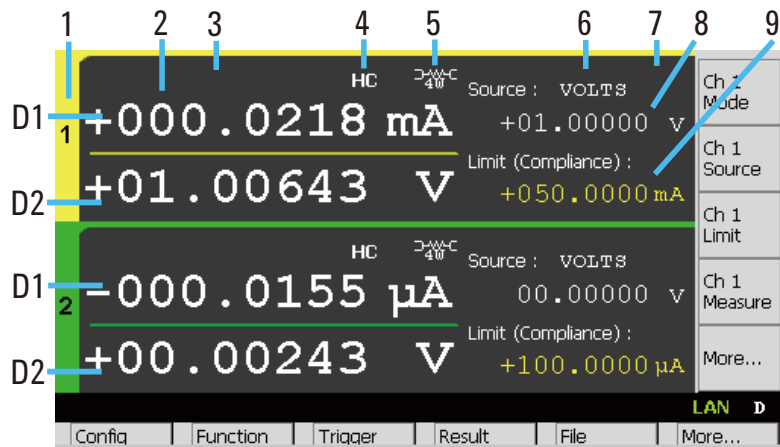 1 2 3 4 5 6 7 8 9
HC 4W Source : VOLTS
D1 1 +000.0218 mA +01.00000 V
Limit (Compliance) :
D2 +01.00643 V +050.0000 mA
HC 4W Source : VOLTS
D1 2 -000.0155 µA 00.00000 V
Limit (Compliance) :
D2 +00.00243 V +100.0000 µA
Ch 1
Mode
Ch 1
Source
Ch 1
Limit
Ch 1
Measure
More...
LAN D
Config Function Trigger Result File More...